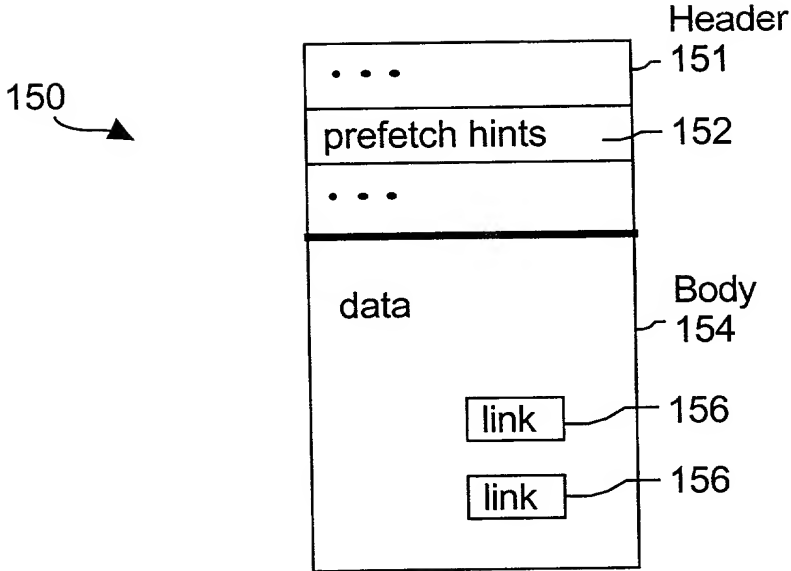 Header
151
• • •
150
prefetch hints
152
• • •
data
Body
154
link
156
link
156